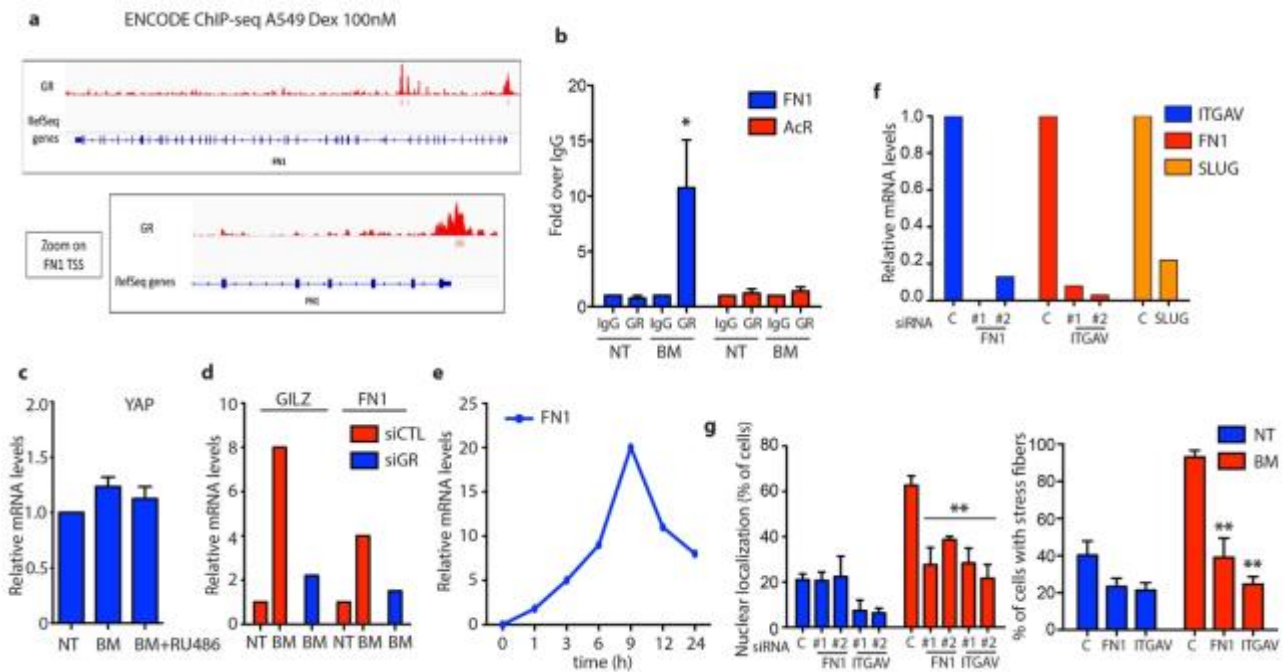 a ENCODE ChIP-seq A549 Dex 100nM
GR
RefSeq
genes
FN1
Zoom on
FN1 TSS
GR
RefSeq genes
FN1
b
Fold over IgG
20
15
10
5
0
*
FN1
AcR
IgG GR IgG GR IgG GR IgG GR
NT BM NT BM
f
Relative mRNA levels
1.0
0.8
0.6
0.4
0.2
0.0
ITGAV
FN1
SLUG
siRNA C #1 #2 C #1 #2 C SLUG
FN1 ITGAV
c
YAP
Relative mRNA levels
2.0
1.5
1.0
0.5
0
NT BM BM+RU486
d
GILZ FN1
Relative mRNA levels
10
8
6
4
2
0
siCTL
siGR
NT BM BM NT BM BM
e
FN1
Relative mRNA levels
25
20
15
10
5
0
0 1 3 6 9 12 24
time (h)
g
Nuclear localization (% of cells)
80
60
40
20
0
**
siRNA C #1 #2 #1 #2 C #1 #2 #1 #2
FN1 ITGAV FN1 ITGAV
% of cells with stress fibers
100
80
60
40
20
0
NT
BM
**
**
C FN1 ITGAV C FN1 ITGAV